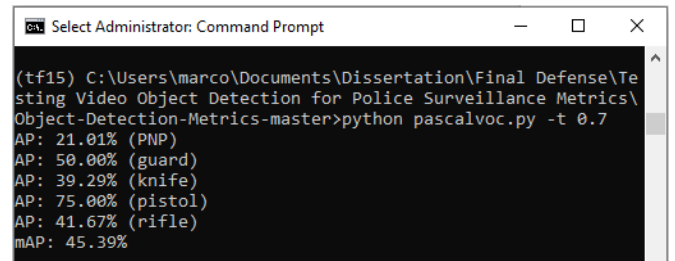 Select Administrator: Command Prompt
(tf15) C:\Users\marco\Documents\Dissertation\Final Defense\Te
sting Video Object Detection for Police Surveillance Metrics\
Object-Detection-Metrics-master>python pascalvoc.py -t 0.7
AP: 21.01% (PNP)
AP: 50.00% (guard)
AP: 39.29% (knife)
AP: 75.00% (pistol)
AP: 41.67% (rifle)
mAP: 45.39%